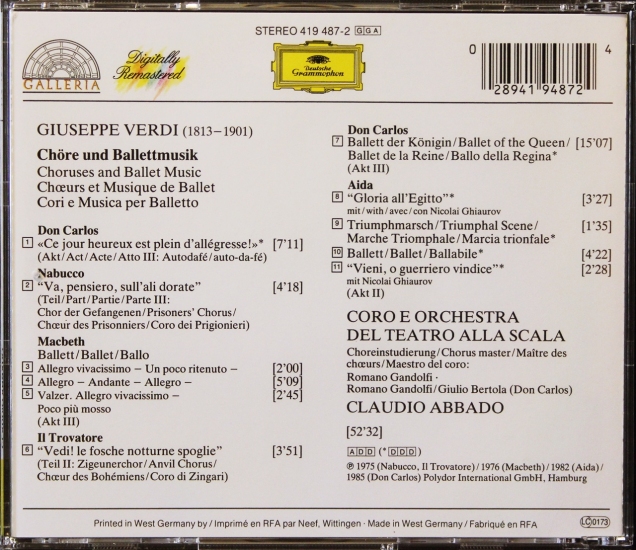 STEREO 419 487-2 GGA
GALLERIA
Digitally
Remastered
Deutsche
Grammophon
0
4
28941 94872
GIUSEPPE VERDI (1813–1901)
Chöre und Ballettmusik
Choruses and Ballet Music
Chœurs et Musique de Ballet
Cori e Musica per Balletto
Don Carlos
1 «Ce jour heureux est plein d'allégresse!»* [7'11]
(Akt/Act/Acte/Atto III: Autodafé/auto-da-fé)
Nabucco
2 “Va, pensiero, sull'ali dorate” [4'18]
(Teil/Part/Partie/Parte III:
Chor der Gefangenen/Prisoners' Chorus/
Chœur des Prisonniers/Coro dei Prigionieri)
Macbeth
Ballett/Ballet/Ballo
3 Allegro vivacissimo – Un poco ritenuto – [2'00]
4 Allegro – Andante – Allegro – [5'09]
5 Valzer. Allegro vivacissimo – [2'45]
Poco più mosso
(Akt III)
Il Trovatore
6 “Vedi! le fosche notturne spoglie” [3'51]
(Teil II: Zigeunerchor/Anvil Chorus/
Chœur des Bohémiens/Coro di Zingari)
Don Carlos
7 Ballett der Königin/Ballet of the Queen/ [15'07]
Ballet de la Reine/Ballo della Regina*
(Akt III)
Aida
8 “Gloria all'Egitto”* [3'27]
mit/with/avec/con Nicolai Ghiaurov
9 Triumphmarsch/Triumphal Scene/ [1'35]
Marche Triomphale/Marcia trionfale*
10 Ballett/Ballet/Ballabile* [4'22]
11 “Vieni, o guerriero vindice”* [2'28]
mit Nicolai Ghiaurov
(Akt II)
CORO E ORCHESTRA
DEL TEATRO ALLA SCALA
Choreinstudierung/Chorus master/Maître des
chœurs/Maestro del coro:
Romano Gandolfi ·
Romano Gandolfi/Giulio Bertola (Don Carlos)
CLAUDIO ABBADO
[52'32]
ADD (*DDD)
℗ 1975 (Nabucco, Il Trovatore)/1976 (Macbeth)/1982 (Aida)/
1985 (Don Carlos) Polydor International GmbH, Hamburg
Printed in West Germany by/Imprimé en RFA par Neef, Wittingen · Made in West Germany/Fabriqué en RFA
LC 0173